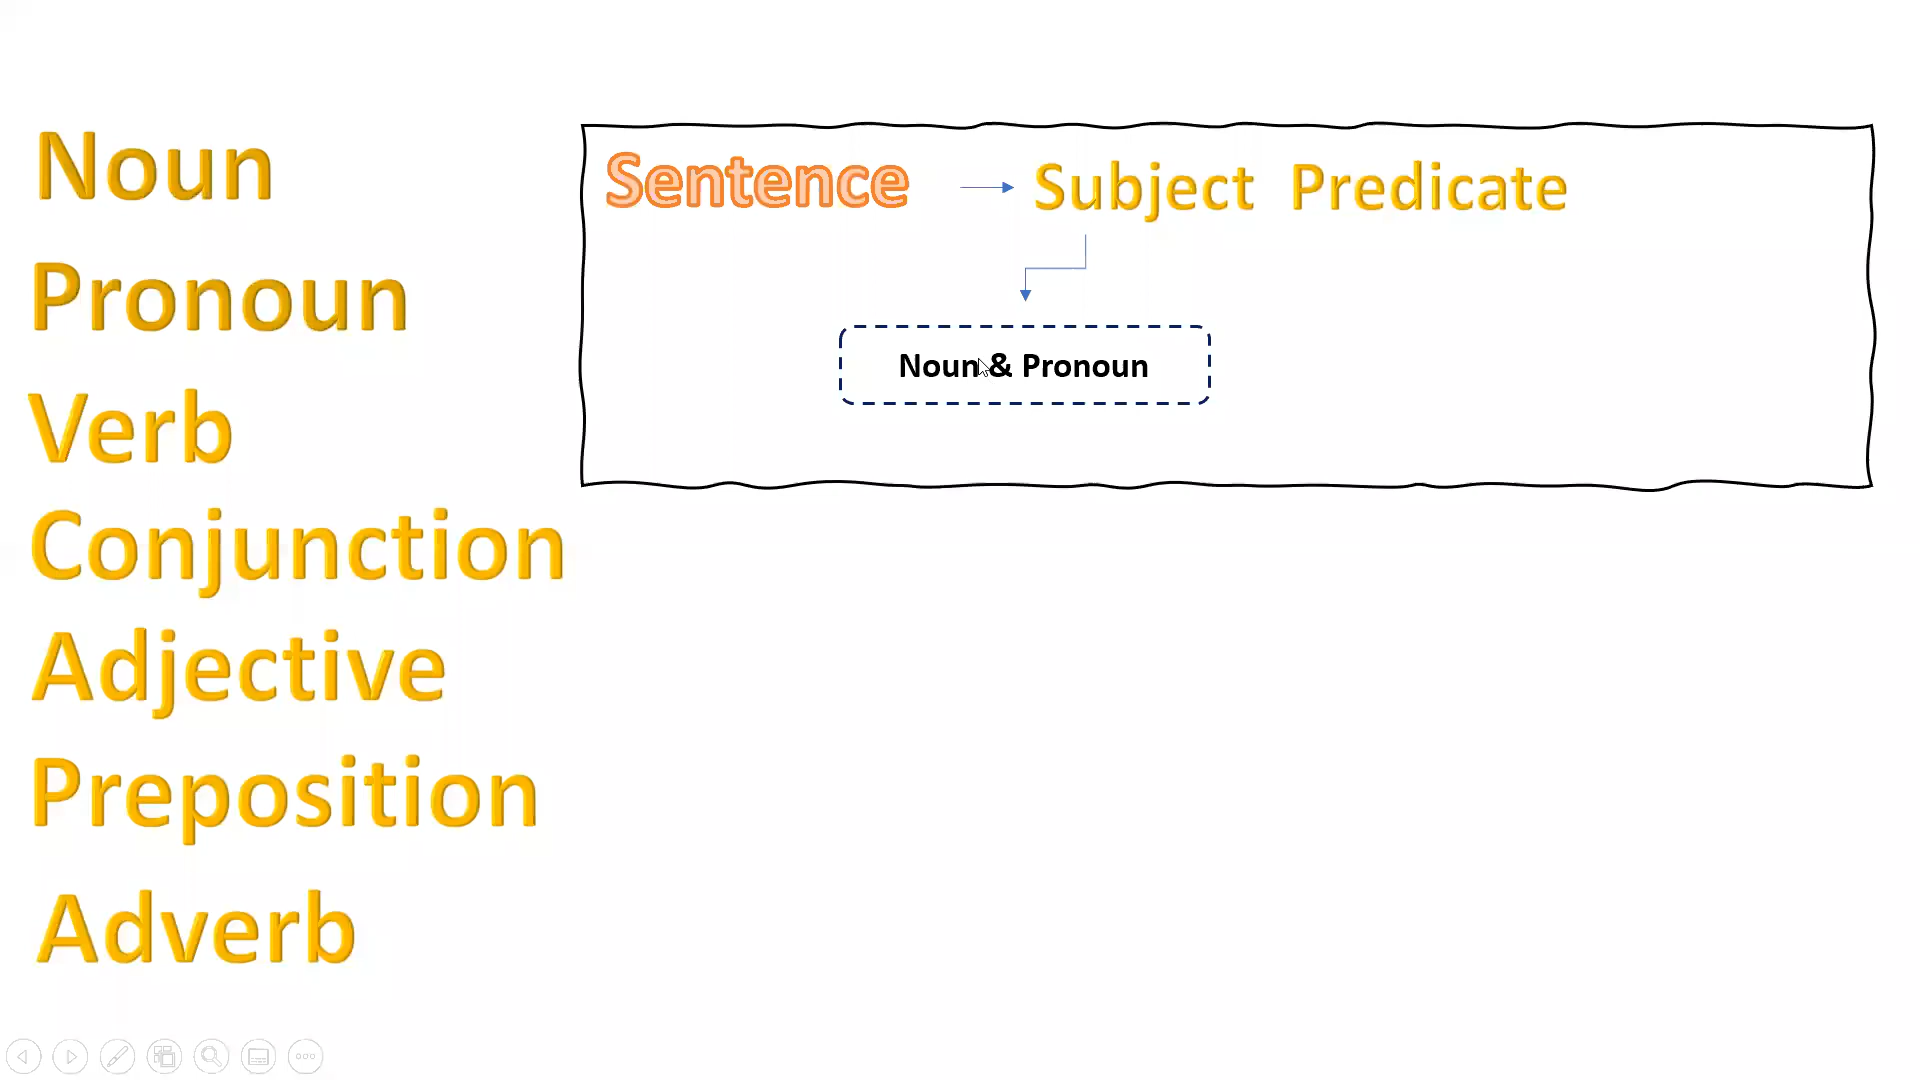 Noun
Pronoun
Verb
Conjunction
Adjective
Preposition
Adverb
Sentence Subject Predicate
Noun & Pronoun